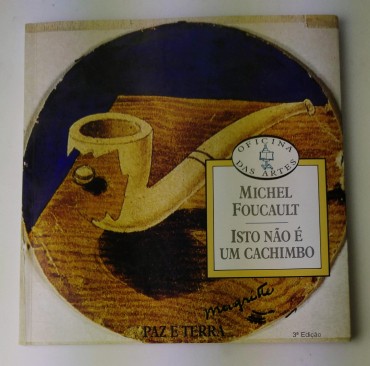 OFICINA
DAS ARTES
MICHEL
FOUCAULT
ISTO NÃO É
UM CACHIMBO
Magritte
PAZ E TERRA
3ª Edição